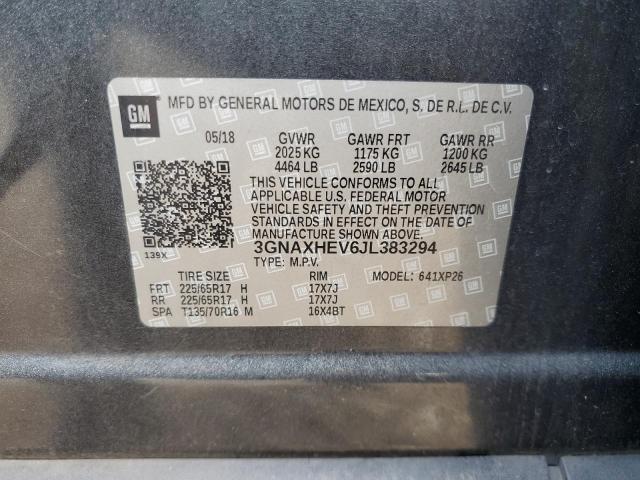 GM
MFD BY GENERAL MOTORS DE MEXICO, S. DE R.L. DE C.V.
05/18 GVWR GAWR FRT GAWR RR
2025 KG 1175 KG 1200 KG
4464 LB 2590 LB 2645 LB
THIS VEHICLE CONFORMS TO ALL
APPLICABLE U.S. FEDERAL MOTOR
VEHICLE SAFETY AND THEFT PREVENTION
STANDARDS IN EFFECT ON THE DATE OF
MANUFACTURE SHOWN ABOVE.
139X 3GNAXHEV6JL383294
TYPE: M.P.V.
TIRE SIZE RIM MODEL: 641XP26
FRT 225/65R17 H 17X7J
RR 225/65R17 H 17X7J
SPA T135/70R16 M 16X4BT